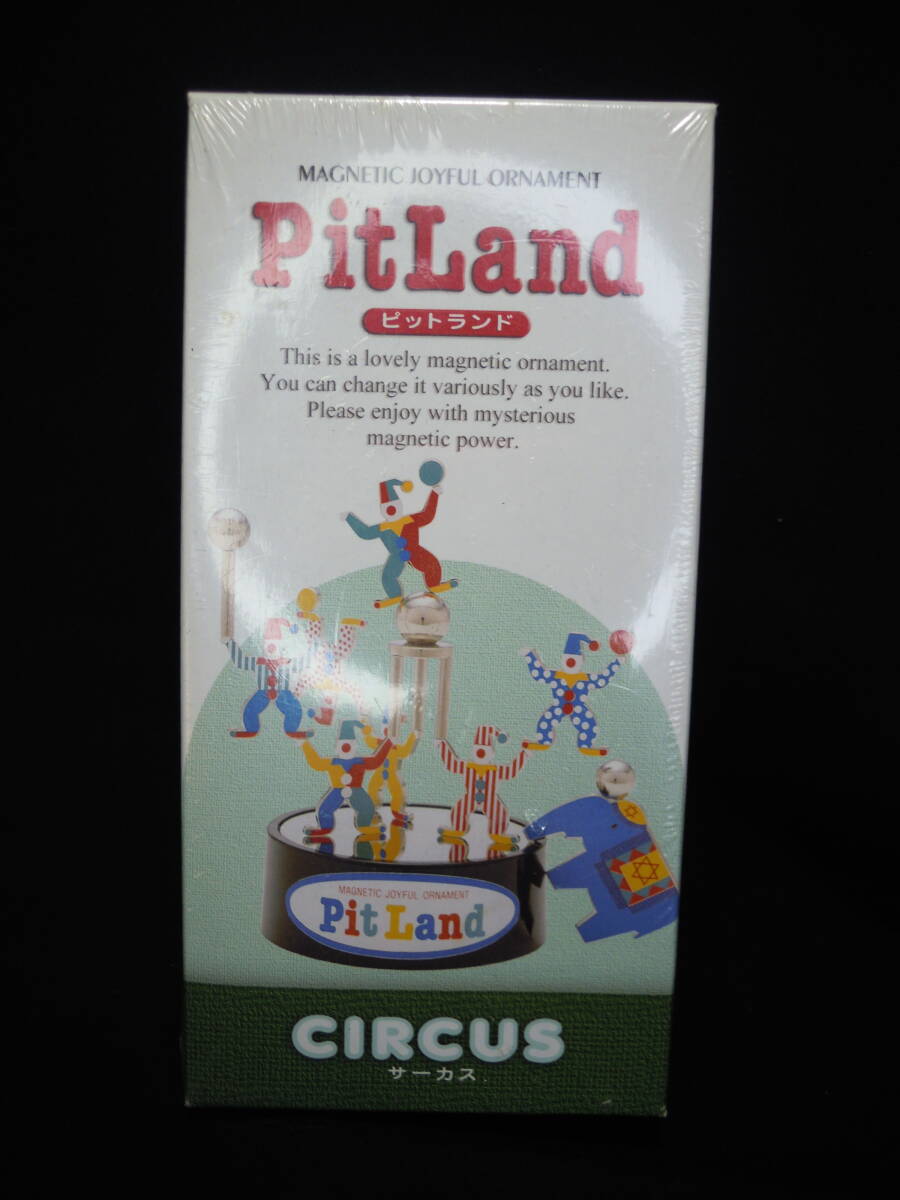 MAGNETIC JOYFUL ORNAMENT
PitLand
ピットランド
This is a lovely magnetic ornament.
You can change it variously as you like.
Please enjoy with mysterious
magnetic power.
MAGNETIC JOYFUL ORNAMENT
PitLand
CIRCUS
サーカス